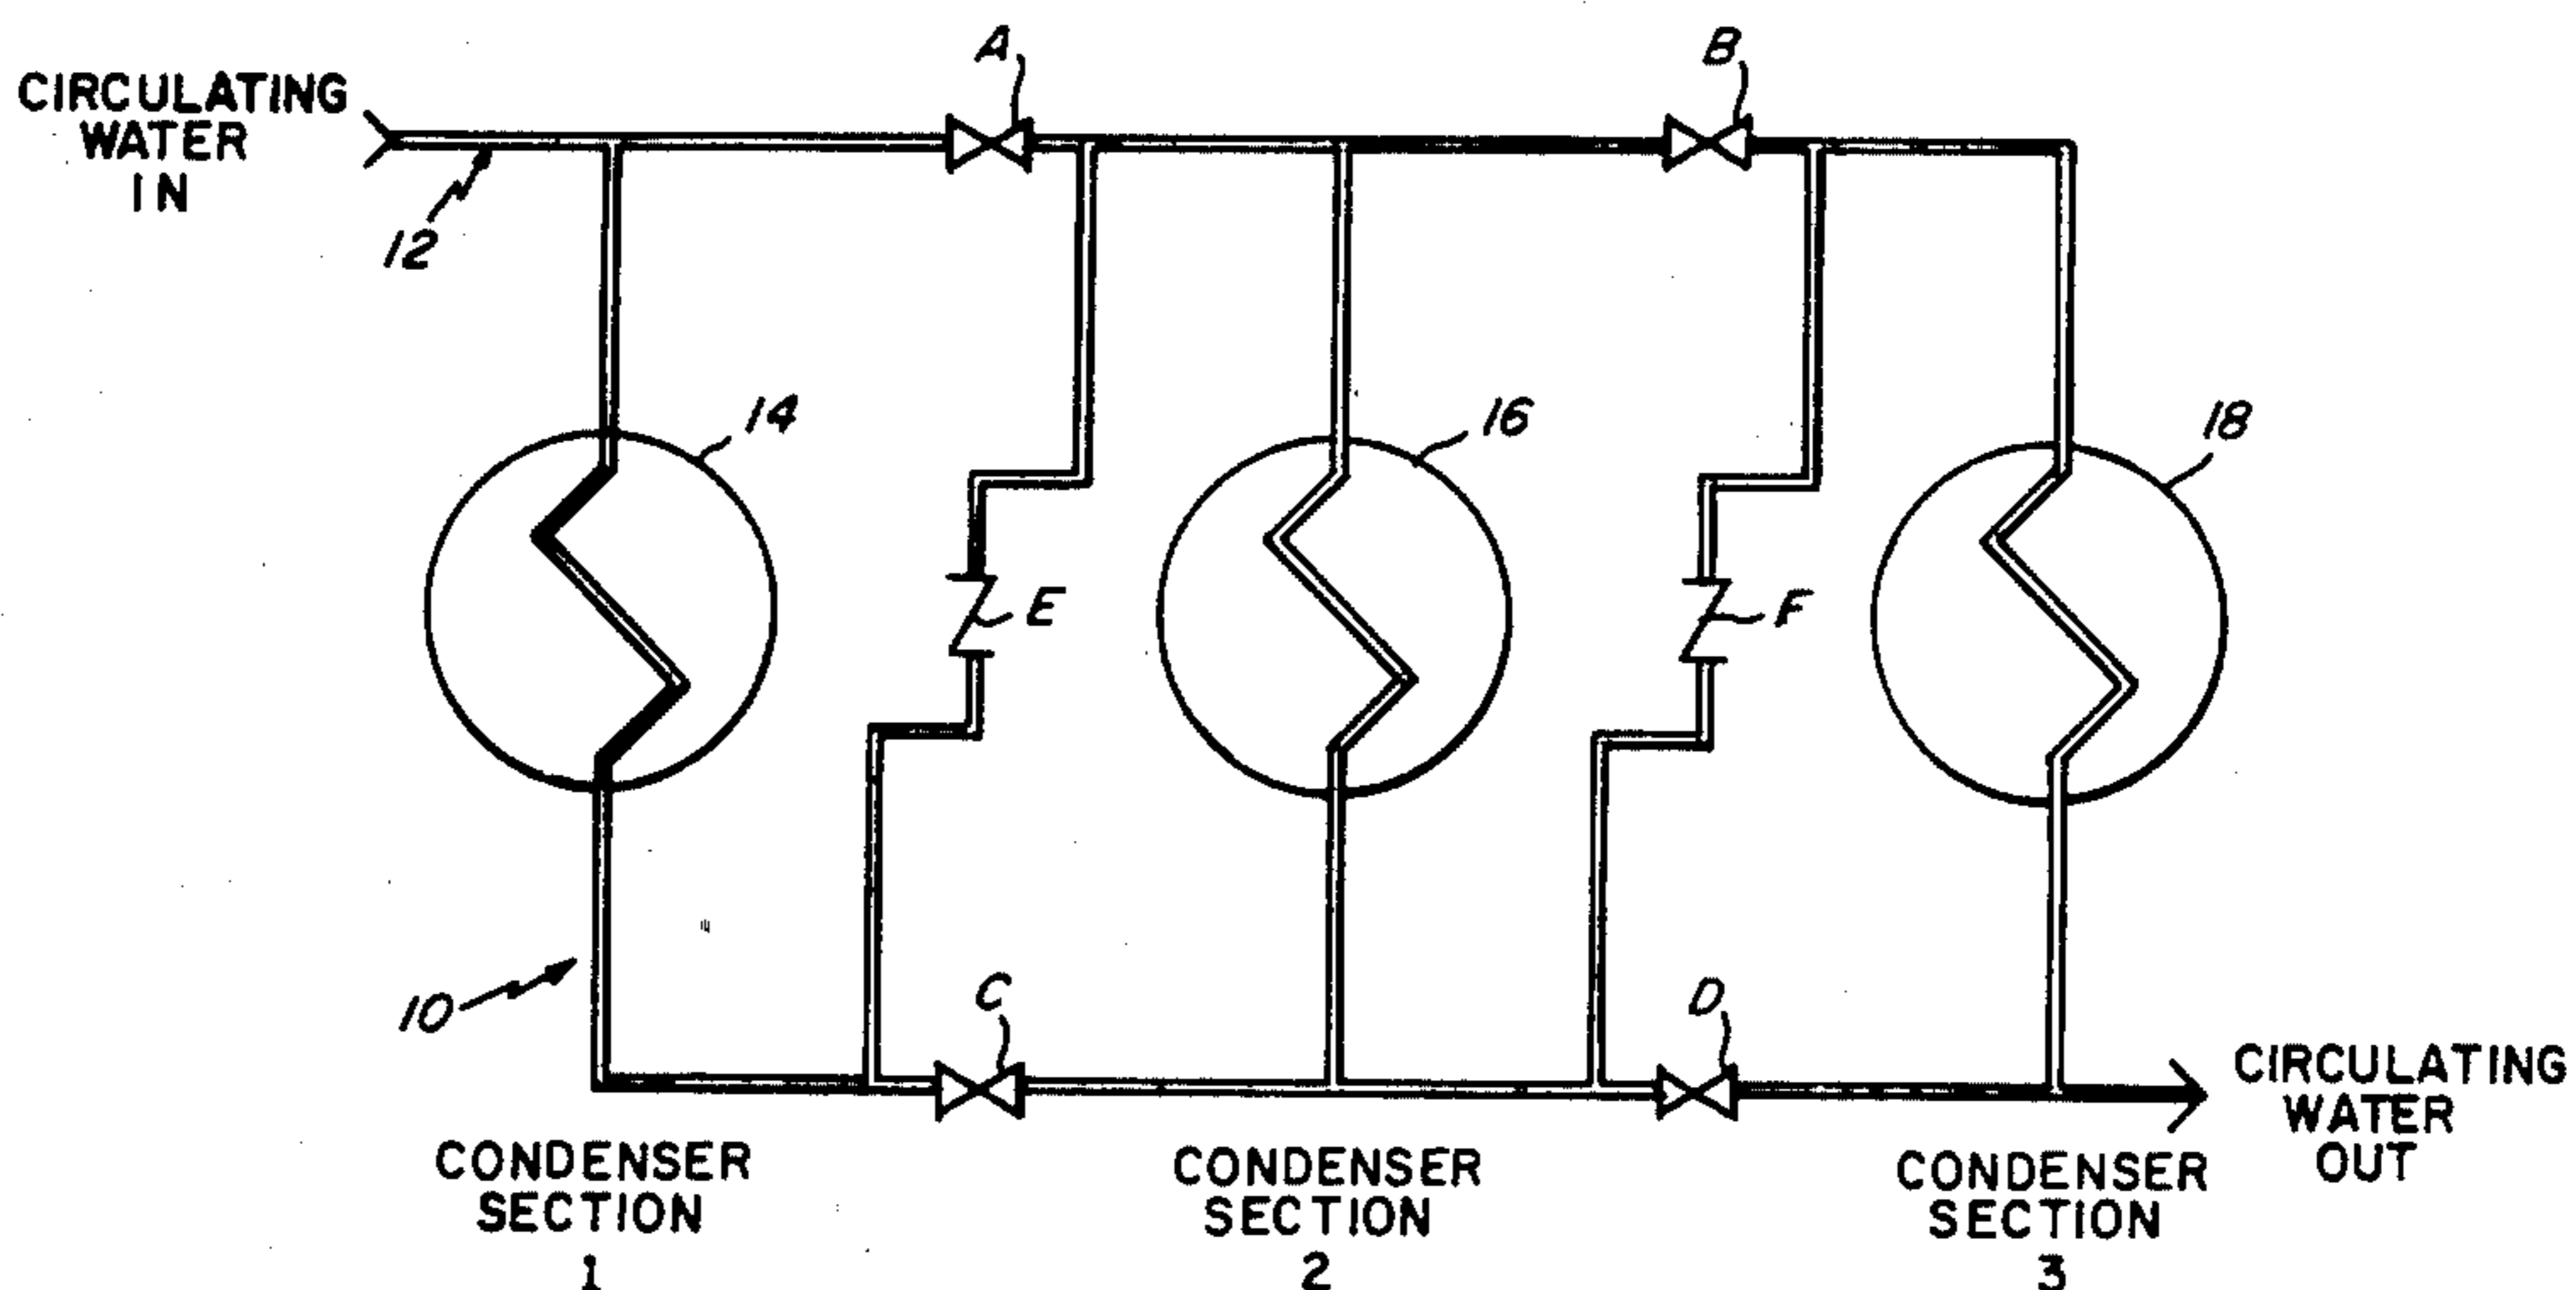 A
B
CIRCULATING
WATER
IN
12
14
16
18
E
F
10
C
D
CIRCULATING
WATER
OUT
CONDENSER
SECTION
1
CONDENSER
SECTION
2
CONDENSER
SECTION
3